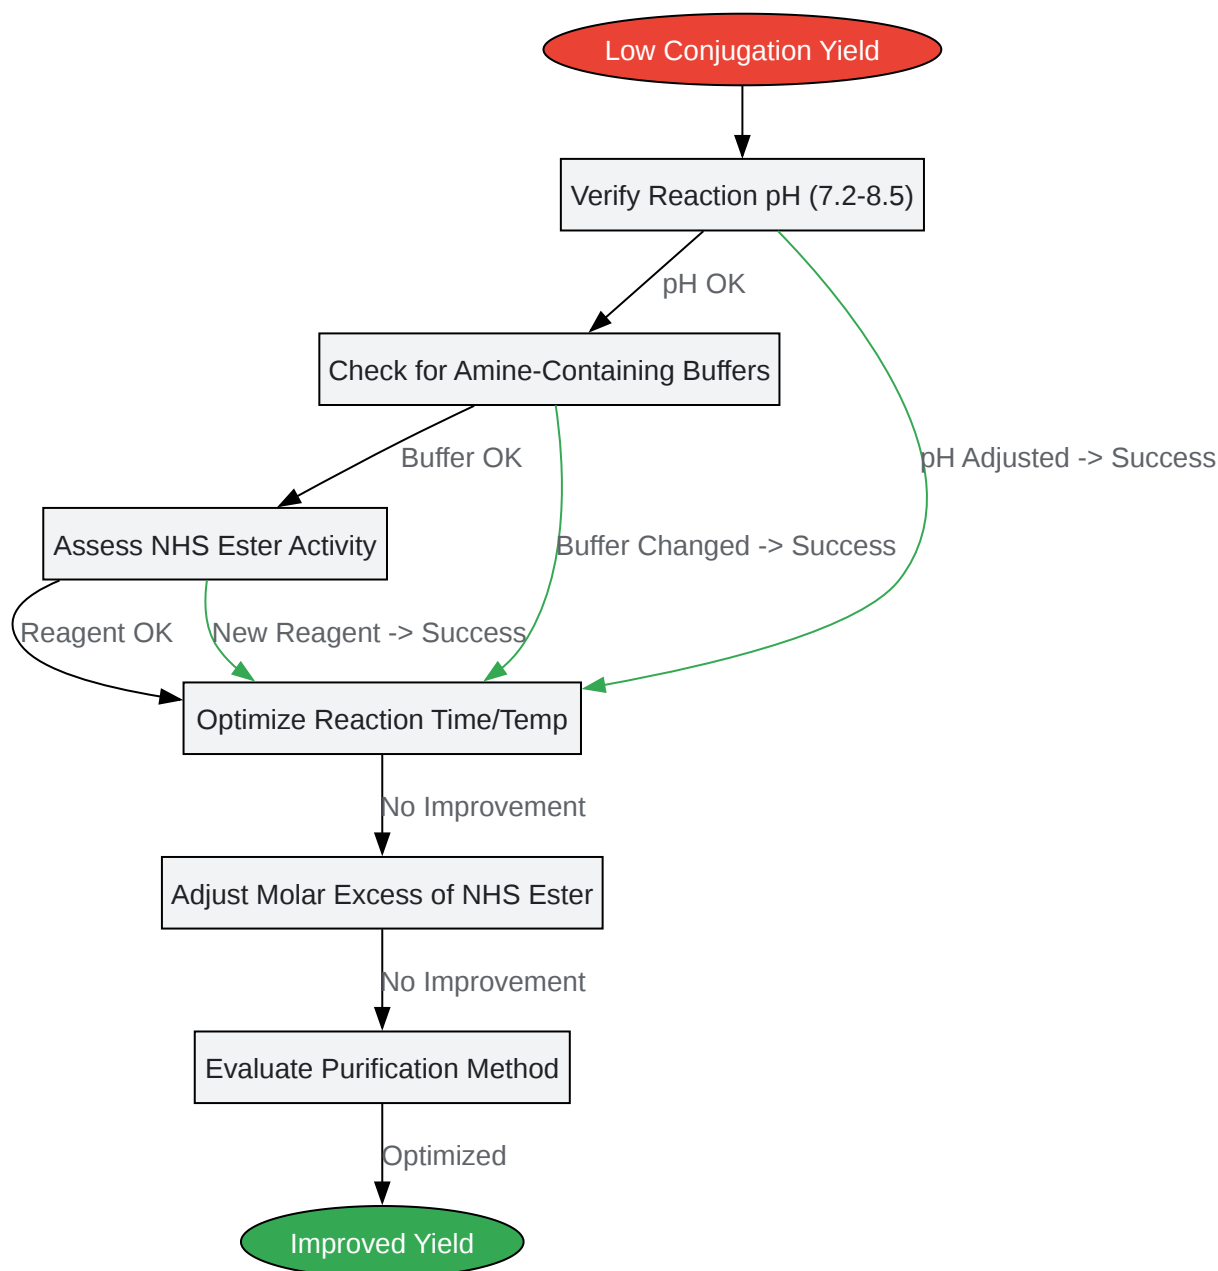 Low Conjugation Yield
Verify Reaction pH (7.2-8.5)
pH OK
Check for Amine-Containing Buffers
Buffer OK
pH Adjusted -> Success
Assess NHS Ester Activity
Buffer Changed -> Success
Reagent OK
New Reagent -> Success
Optimize Reaction Time/Temp
No Improvement
Adjust Molar Excess of NHS Ester
No Improvement
Evaluate Purification Method
Optimized
Improved Yield